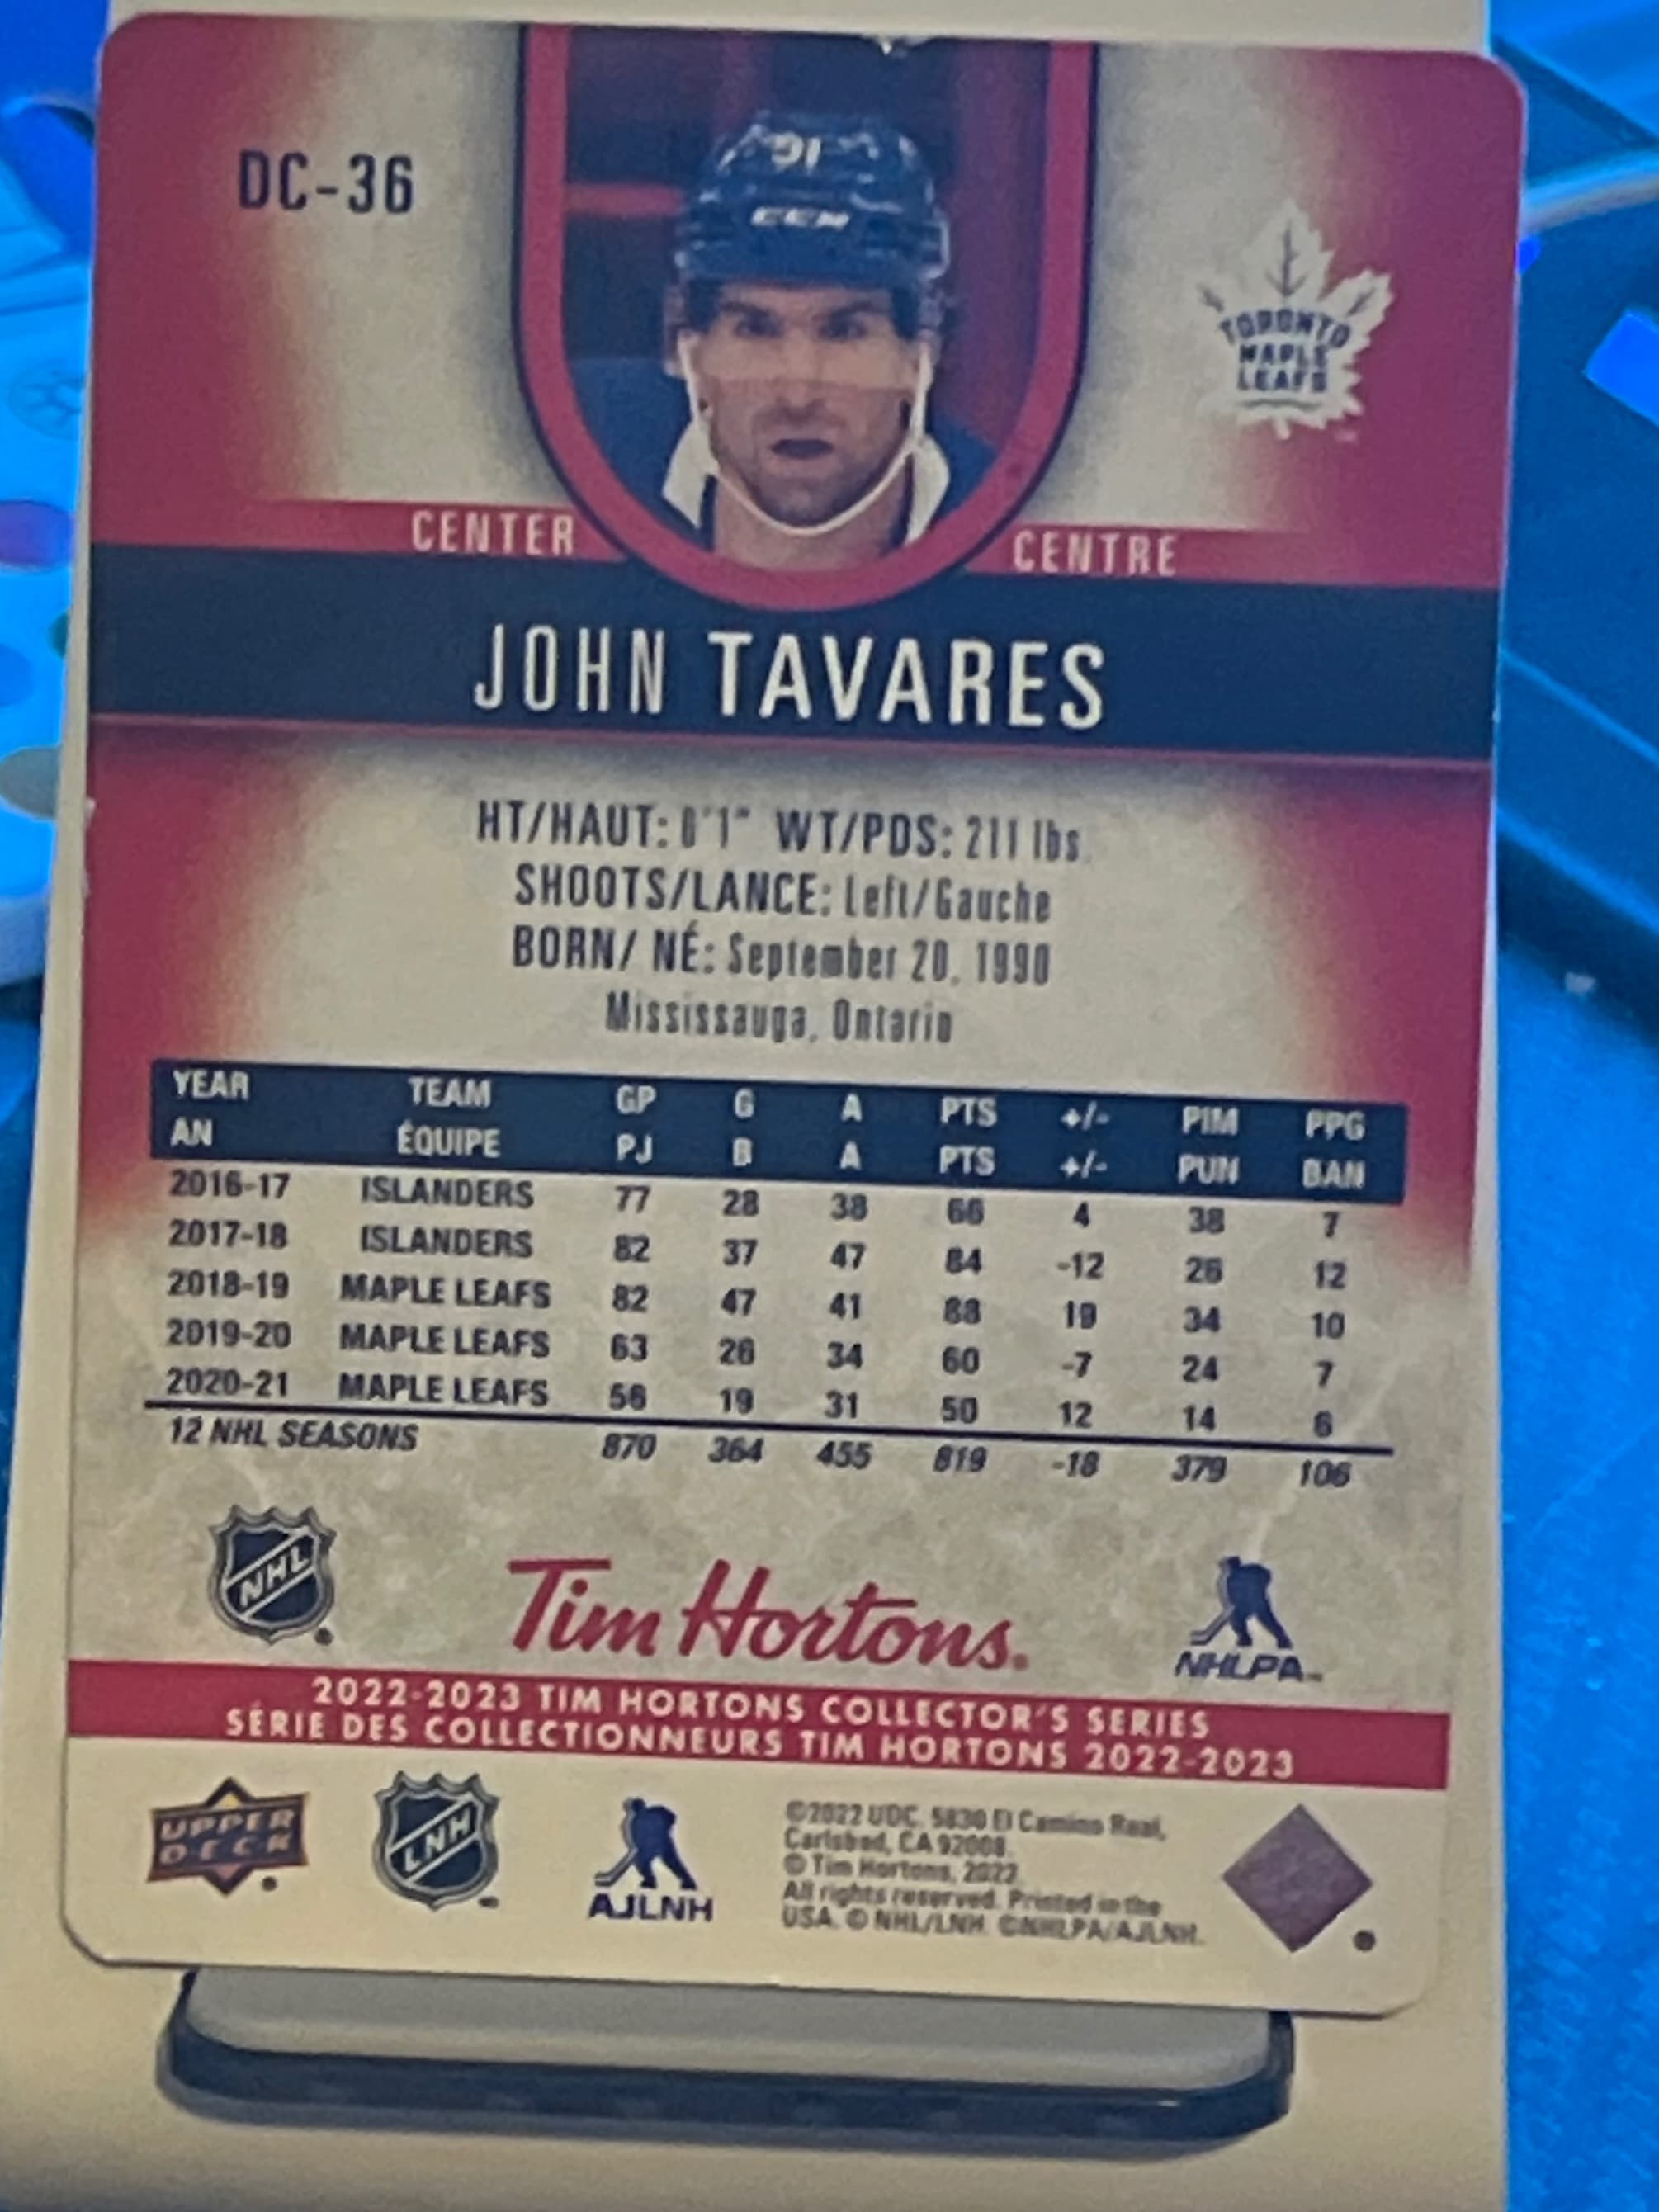 DC-36
91
CCM
TORONTO
MAPLE
LEAFS
CENTER
CENTRE
JOHN TAVARES
HT/HAUT: 6'1" WT/PDS: 211 lbs.
SHOOTS/LANCE: Left/Gauche
BORN/ NÉ: September 20, 1990
Mississauga, Ontario
YEAR TEAM GP G A PTS +/- PIM PPG
AN ÉQUIPE PJ B A PTS +/- PUN BAN
2016-17 ISLANDERS 77 28 38 66 4 38 7
2017-18 ISLANDERS 82 37 47 84 -12 26 12
2018-19 MAPLE LEAFS 82 47 41 88 19 34 10
2019-20 MAPLE LEAFS 63 26 34 60 -7 24 7
2020-21 MAPLE LEAFS 56 19 31 50 12 14 6
12 NHL SEASONS 870 364 455 819 -18 379 106
NHL
Tim Hortons.
NHLPA™
2022-2023 TIM HORTONS COLLECTOR'S SERIES
SÉRIE DES COLLECTIONNEURS TIM HORTONS 2022-2023
UPPER
DECK
LNH
AJLNH
©2022 UDC, 5830 El Camino Real,
Carlsbad, CA 92008.
© Tim Hortons, 2022.
All rights reserved. Printed in the
USA. © NHL/LNH. ©NHLPA/AJLNH.